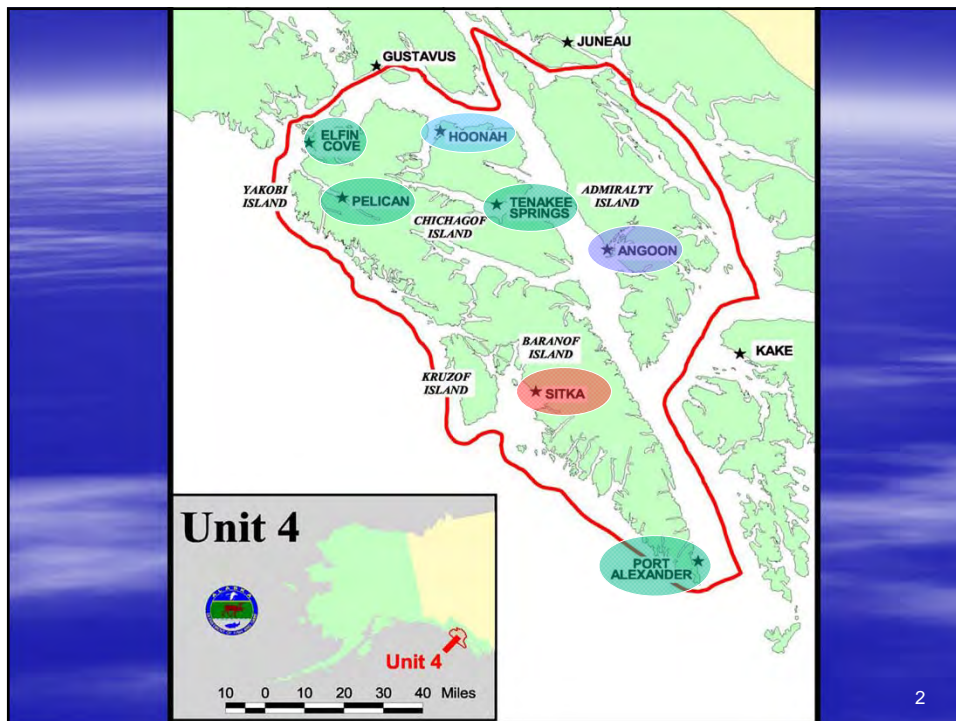 JUNEAU
GUSTAVUS
ELFIN
COVE
HOONAH
YAKOBI
ISLAND
PELICAN
TENAKEE
SPRINGS
ADMIRALTY
ISLAND
CHICHAGOF
ISLAND
ANGOON
BARANOF
ISLAND
KAKE
KRUZOF
ISLAND
SITKA
PORT
ALEXANDER
Unit 4
ALASKA
Unit 4
10 0 10 20 30 40 Miles
2